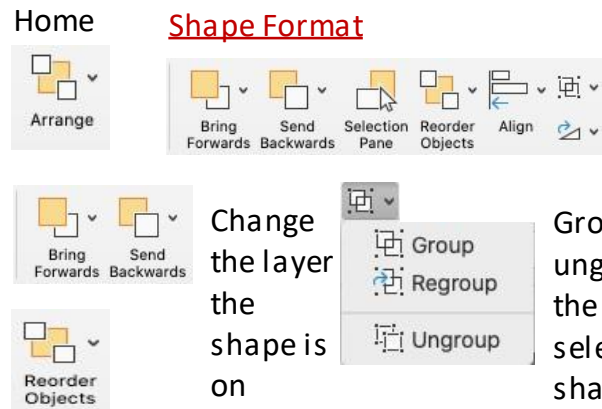 Home
Shape Format
Arrange
Bring Forwards
Send Backwards
Selection Pane
Reorder Objects
Align
Bring Forwards
Send Backwards
Reorder Objects
Change
the layer
the
shape is
on
Group
Regroup
Ungroup
the